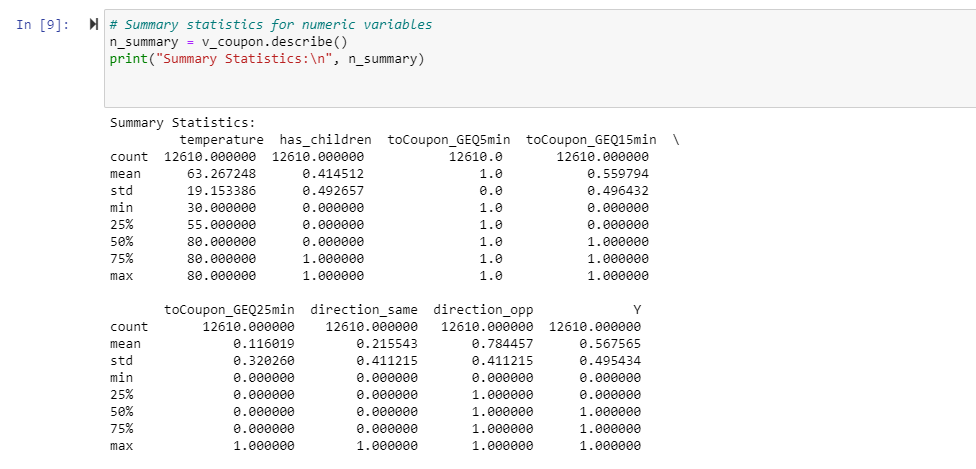 In [9]:
# Summary statistics for numeric variables
n_summary = v_coupon.describe()
print("Summary Statistics:\n", n_summary)
Summary Statistics:
temperature has_children toCoupon_GEQ5min toCoupon_GEQ15min \
count 12610.000000 12610.000000 12610.0 12610.000000
mean 63.267248 0.414512 1.0 0.559794
std 19.153386 0.492657 0.0 0.496432
min 30.000000 0.000000 1.0 0.000000
25% 55.000000 0.000000 1.0 0.000000
50% 80.000000 0.000000 1.0 1.000000
75% 80.000000 1.000000 1.0 1.000000
max 80.000000 1.000000 1.0 1.000000
toCoupon_GEQ25min direction_same direction_opp Y
count 12610.000000 12610.000000 12610.000000 12610.000000
mean 0.116019 0.215543 0.784457 0.567565
std 0.320260 0.411215 0.411215 0.495434
min 0.000000 0.000000 0.000000 0.000000
25% 0.000000 0.000000 1.000000 0.000000
50% 0.000000 0.000000 1.000000 1.000000
75% 0.000000 0.000000 1.000000 1.000000
max 1.000000 1.000000 1.000000 1.000000